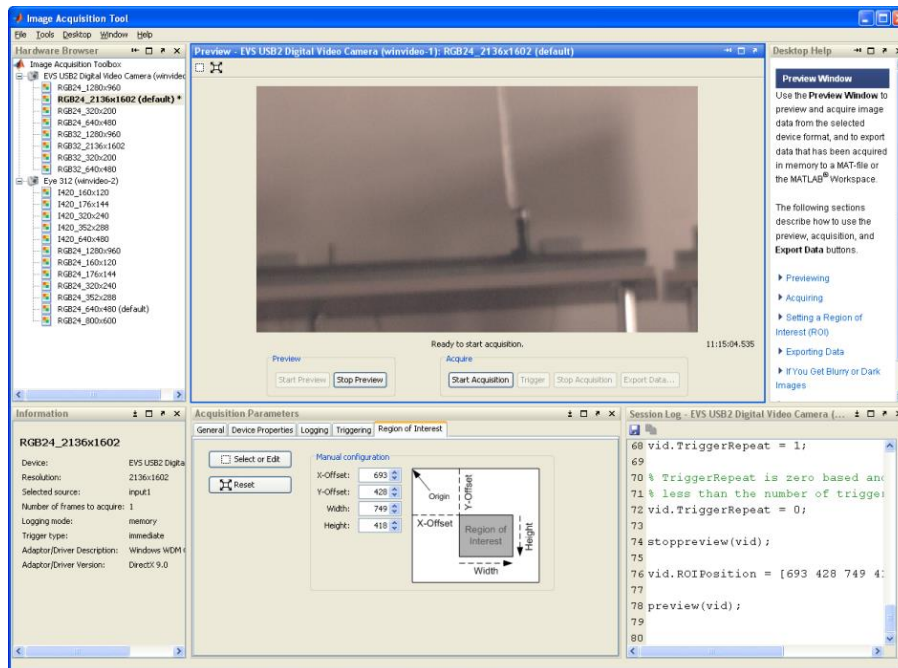 Image Acquisition Tool
File Tools Desktop Window Help
Hardware Browser
Image Acquisition Toolbox
EVS USB2 Digital Video Camera (winvideo
RGB24_1280x960
RGB24_2136x1602 (default) *
RGB24_320x200
RGB24_640x480
RGB32_1280x960
RGB32_2136x1602
RGB32_320x200
RGB32_640x480
Eye 312 (winvideo-2)
I420_160x120
I420_176x144
I420_320x240
I420_352x288
I420_640x480
RGB24_1280x960
RGB24_160x120
RGB24_176x144
RGB24_320x240
RGB24_352x288
RGB24_640x480 (default)
RGB24_800x600
Preview - EVS USB2 Digital Video Camera (winvideo-1): RGB24_2136x1602 (default)
Ready to start acquisition.
11:15:04.535
Preview
Start Preview Stop Preview
Acquire
Start Acquisition Trigger Stop Acquisition Export Data...
Desktop Help
Preview Window
Use the Preview Window to
preview and acquire image
data from the selected
device format, and to export
data that has been acquired
in memory to a MAT-file or
the MATLAB® Workspace.
The following sections
describe how to use the
preview, acquisition, and
Export Data buttons.
Previewing
Acquiring
Setting a Region of
Interest (ROI)
Exporting Data
If You Get Blurry or Dark
Images
Information
RGB24_2136x1602
Device: EVS USB2 Digita
Resolution: 2136x1602
Selected source: input1
Number of frames to acquire: 1
Logging mode: memory
Trigger type: immediate
Adaptor/Driver Description: Windows WDM
Adaptor/Driver Version: DirectX 9.0
Acquisition Parameters
General Device Properties Logging Triggering Region of Interest
Select or Edit
Reset
Manual configuration
X-Offset: 693
Y-Offset: 428
Width: 749
Height: 418
Origin
Y-Offset
X-Offset
Region of
Interest
Height
Width
Session Log - EVS USB2 Digital Video Camera (...
68 vid.TriggerRepeat = 1;
69
70 % TriggerRepeat is zero based and
71 % less than the number of trigger
72 vid.TriggerRepeat = 0;
73
74 stoppreview(vid);
75
76 vid.ROIPosition = [693 428 749 41
77
78 preview(vid);
79
80